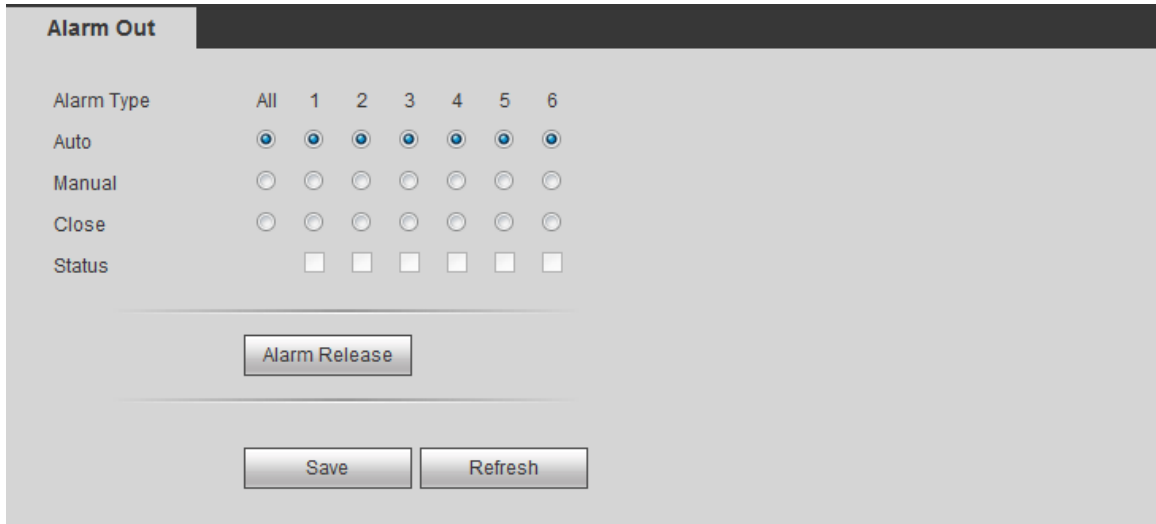 Alarm Out
Alarm Type All 1 2 3 4 5 6
Auto
Manual
Close
Status
Alarm Release
Save Refresh